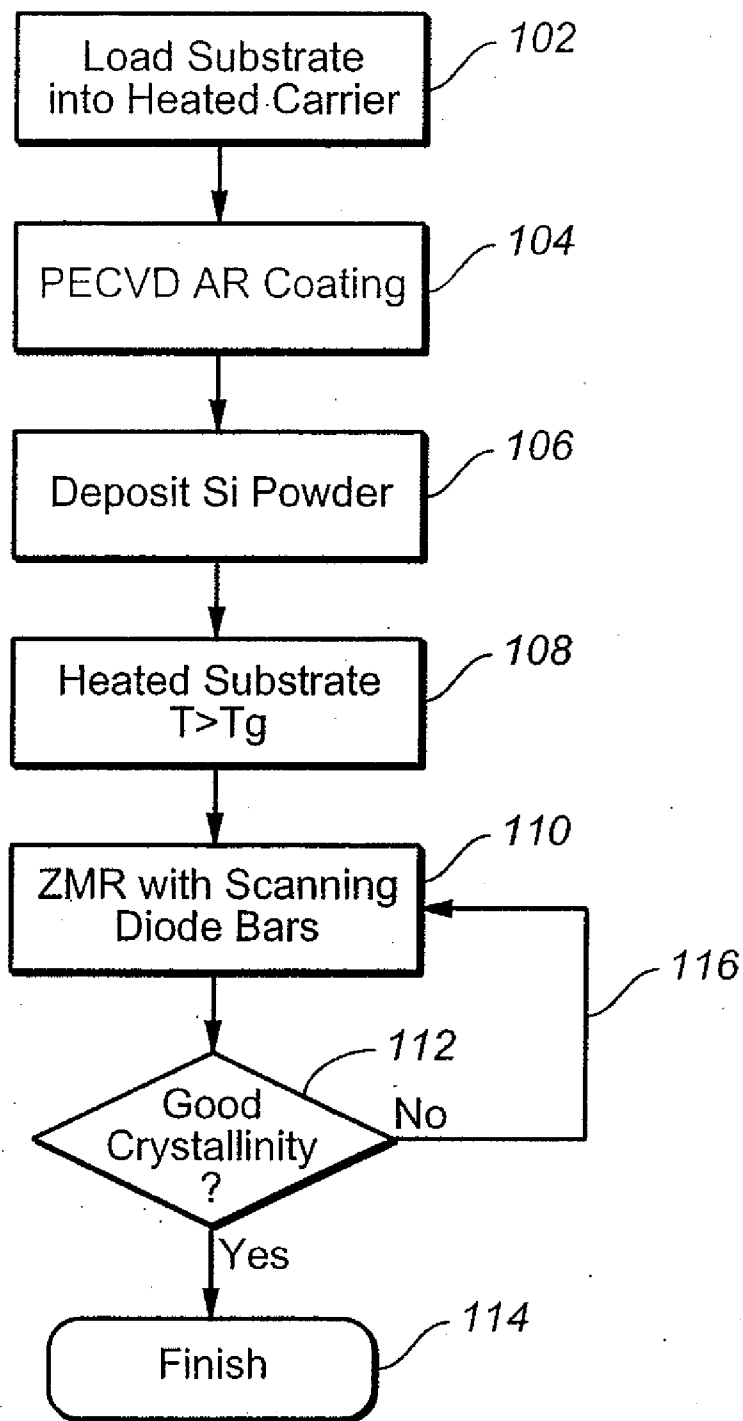 Load Substrate
into Heated Carrier
102
PECVD AR Coating
104
Deposit Si Powder
106
Heated Substrate
T>Tg
108
ZMR with Scanning
Diode Bars
110
116
Good
Crystallinity
?
112
No
Yes
Finish
114